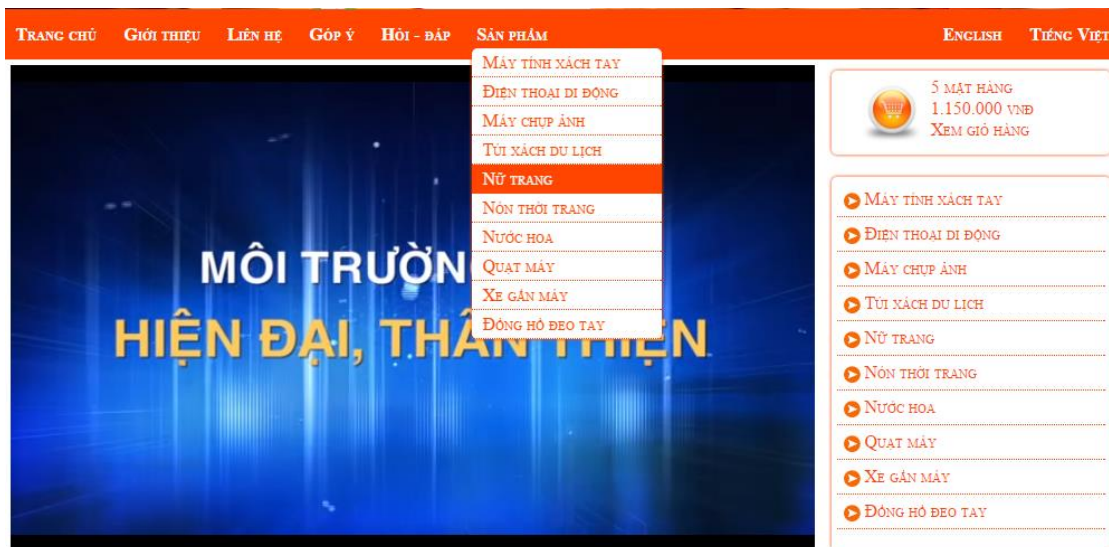 Trang chủ Giới thiệu Liên hệ Góp ý Hỏi - đáp Sản phẩm English Tiếng Việt
Máy tính xách tay
Điện thoại di động
Máy chụp ảnh
Túi xách du lịch
Nữ trang
Nón thời trang
Nước hoa
Quạt máy
Xe gắn máy
Đồng hồ đeo tay
MÔI TRƯỜN
HIỆN ĐẠI, THÂN THIỆN
5 mặt hàng
1.150.000 vnđ
Xem giỏ hàng
Máy tính xách tay
Điện thoại di động
Máy chụp ảnh
Túi xách du lịch
Nữ trang
Nón thời trang
Nước hoa
Quạt máy
Xe gắn máy
Đồng hồ đeo tay